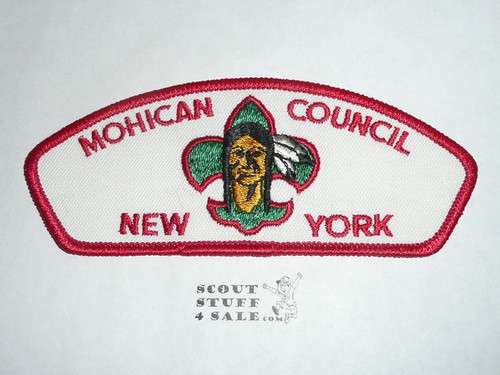 MOHICAN COUNCIL
NEW YORK
SCOUT
STUFF
4 SALE.COM